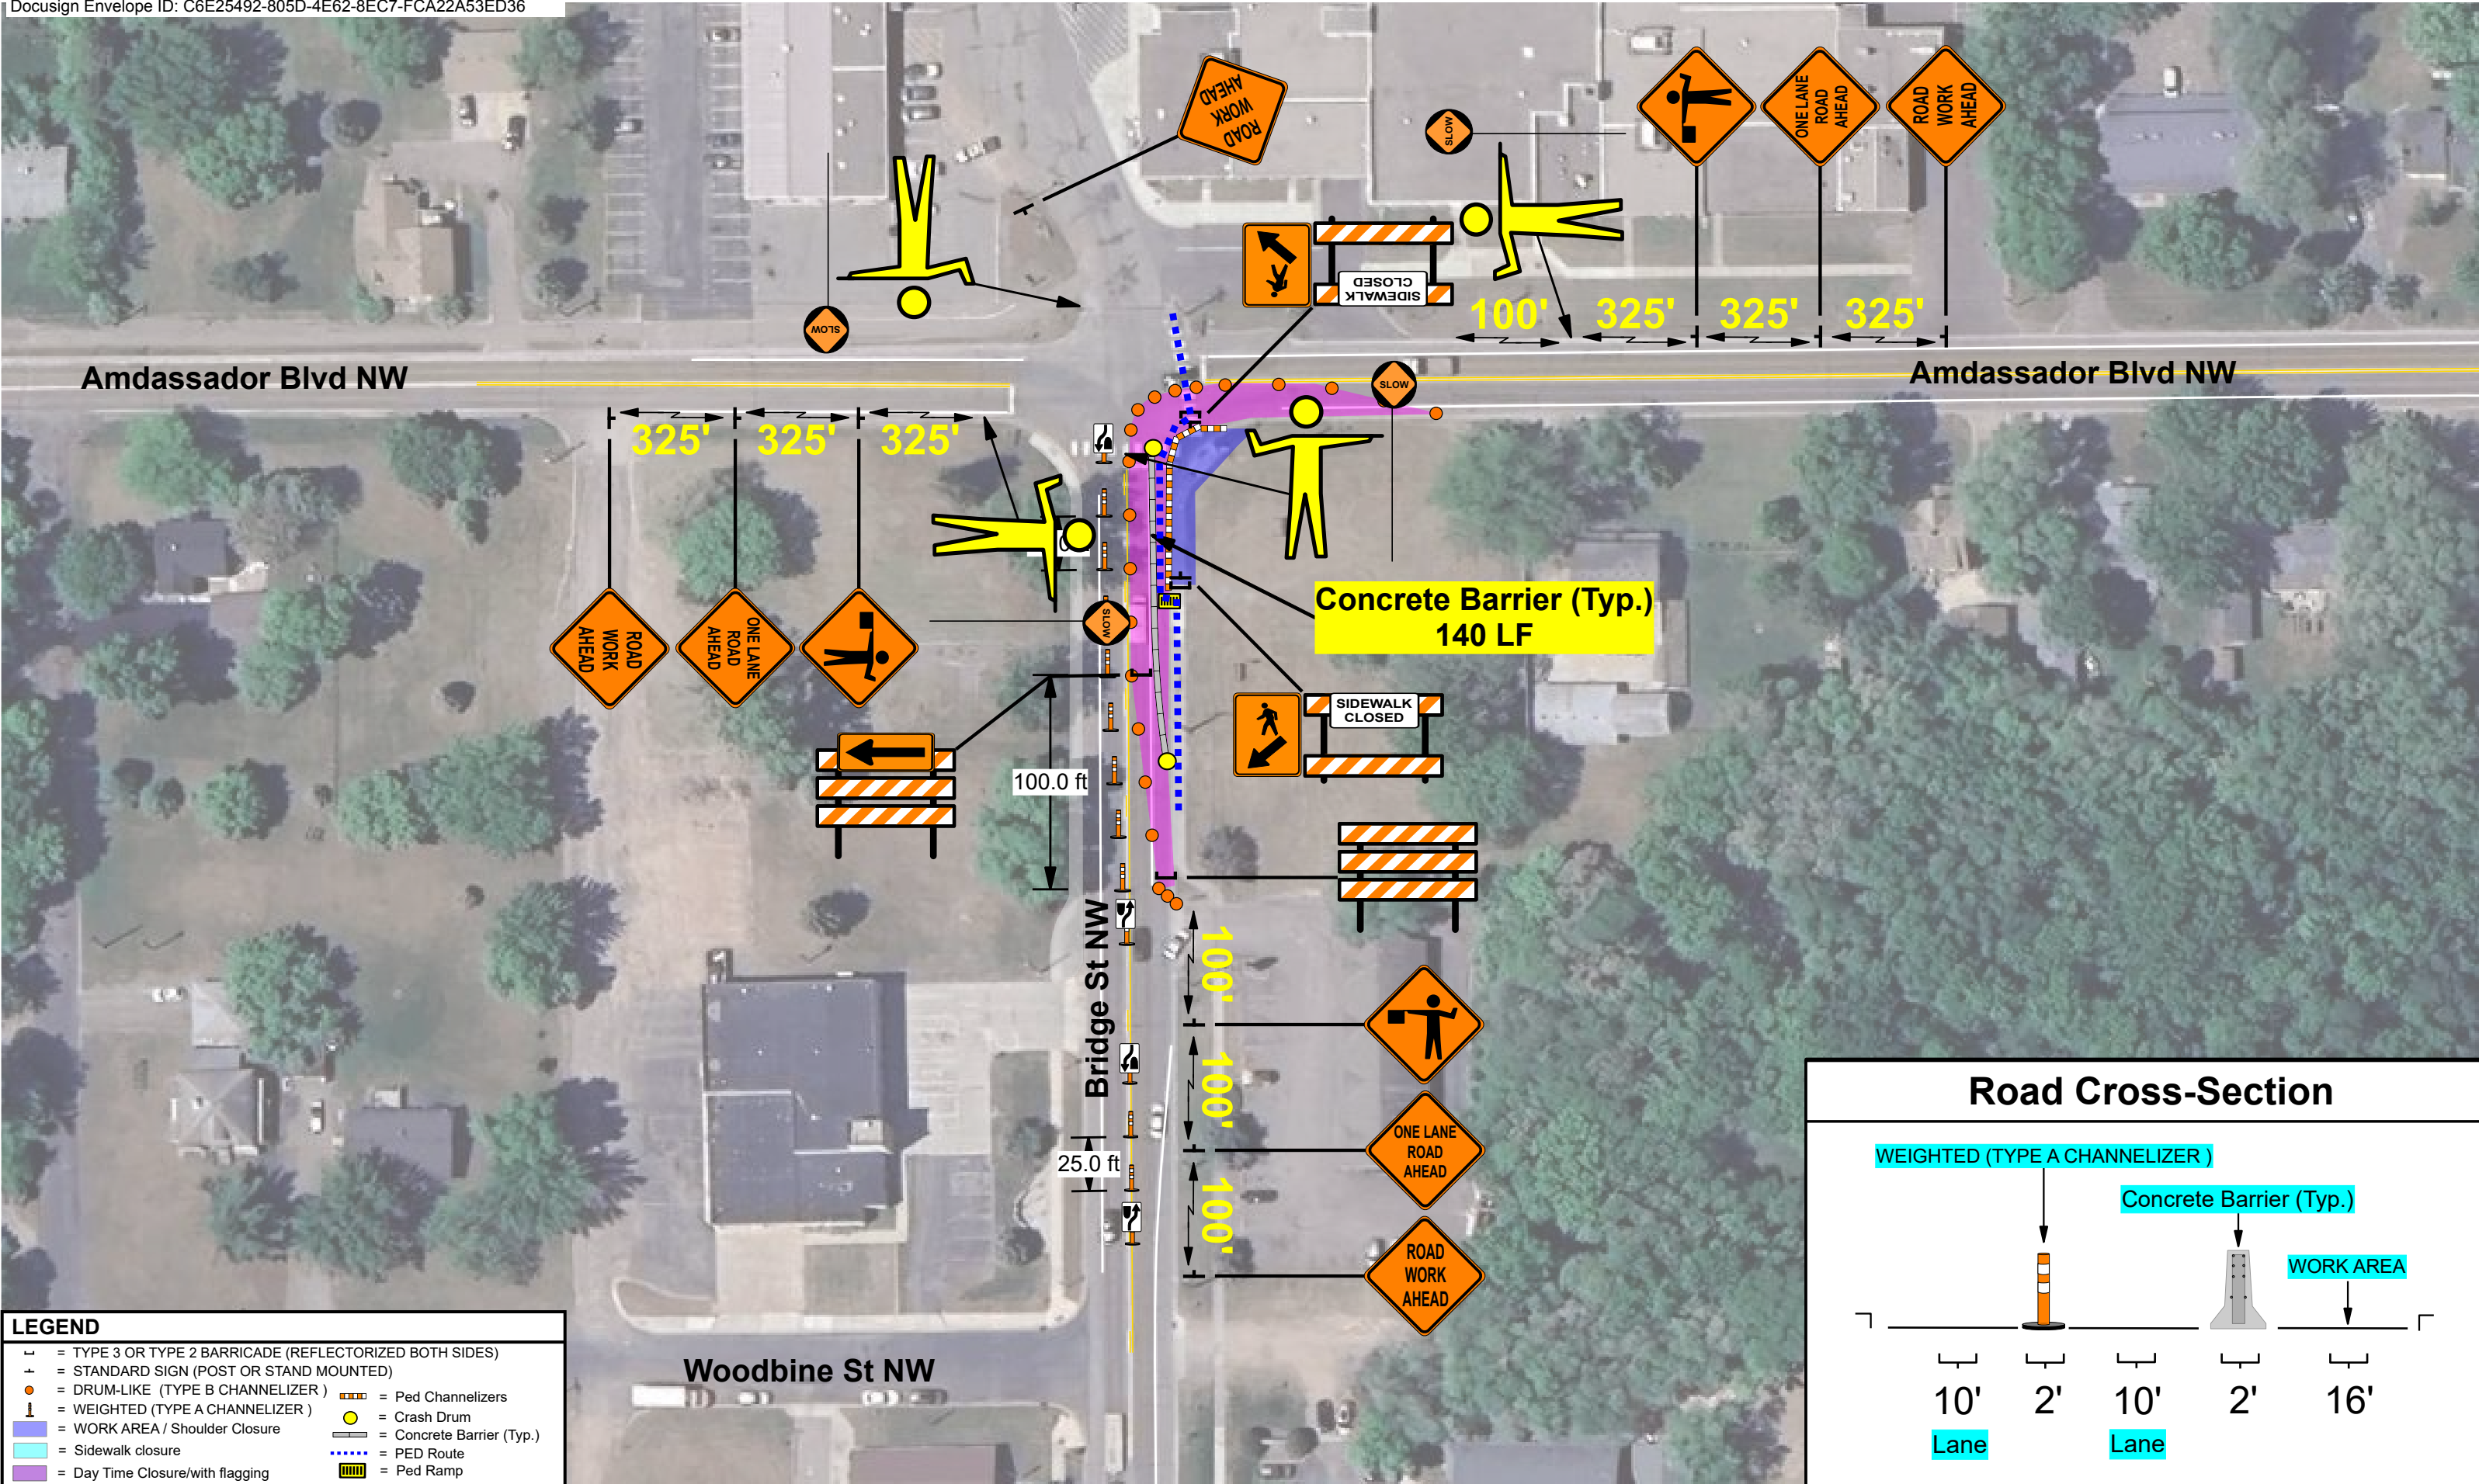 Docusign Envelope ID: C6E25492-805D-4E62-8EC7-FCA22A53ED36
ROAD
WORK
AHEAD
SLOW
ONE LANE
ROAD
AHEAD
ROAD
WORK
AHEAD
SLOW
SIDEWALK
CLOSED
100'
325'
325'
325'
Amdassador Blvd NW
SLOW
Amdassador Blvd NW
325'
325'
325'
Concrete Barrier (Typ.)
140 LF
ROAD
WORK
AHEAD
ONE LANE
ROAD
AHEAD
SLOW
SIDEWALK
CLOSED
100.0 ft
Bridge St NW
100'
100'
ONE LANE
ROAD
AHEAD
25.0 ft
100'
ROAD
WORK
AHEAD
Woodbine St NW
Road Cross-Section
WEIGHTED (TYPE A CHANNELIZER )
Concrete Barrier (Typ.)
WORK AREA
10'
2'
10'
2'
16'
Lane
Lane
LEGEND
= TYPE 3 OR TYPE 2 BARRICADE (REFLECTORIZED BOTH SIDES)
= STANDARD SIGN (POST OR STAND MOUNTED)
= DRUM-LIKE (TYPE B CHANNELIZER )
= WEIGHTED (TYPE A CHANNELIZER )
= WORK AREA / Shoulder Closure
= Sidewalk closure
= Day Time Closure/with flagging
= Ped Channelizers
= Crash Drum
= Concrete Barrier (Typ.)
= PED Route
= Ped Ramp